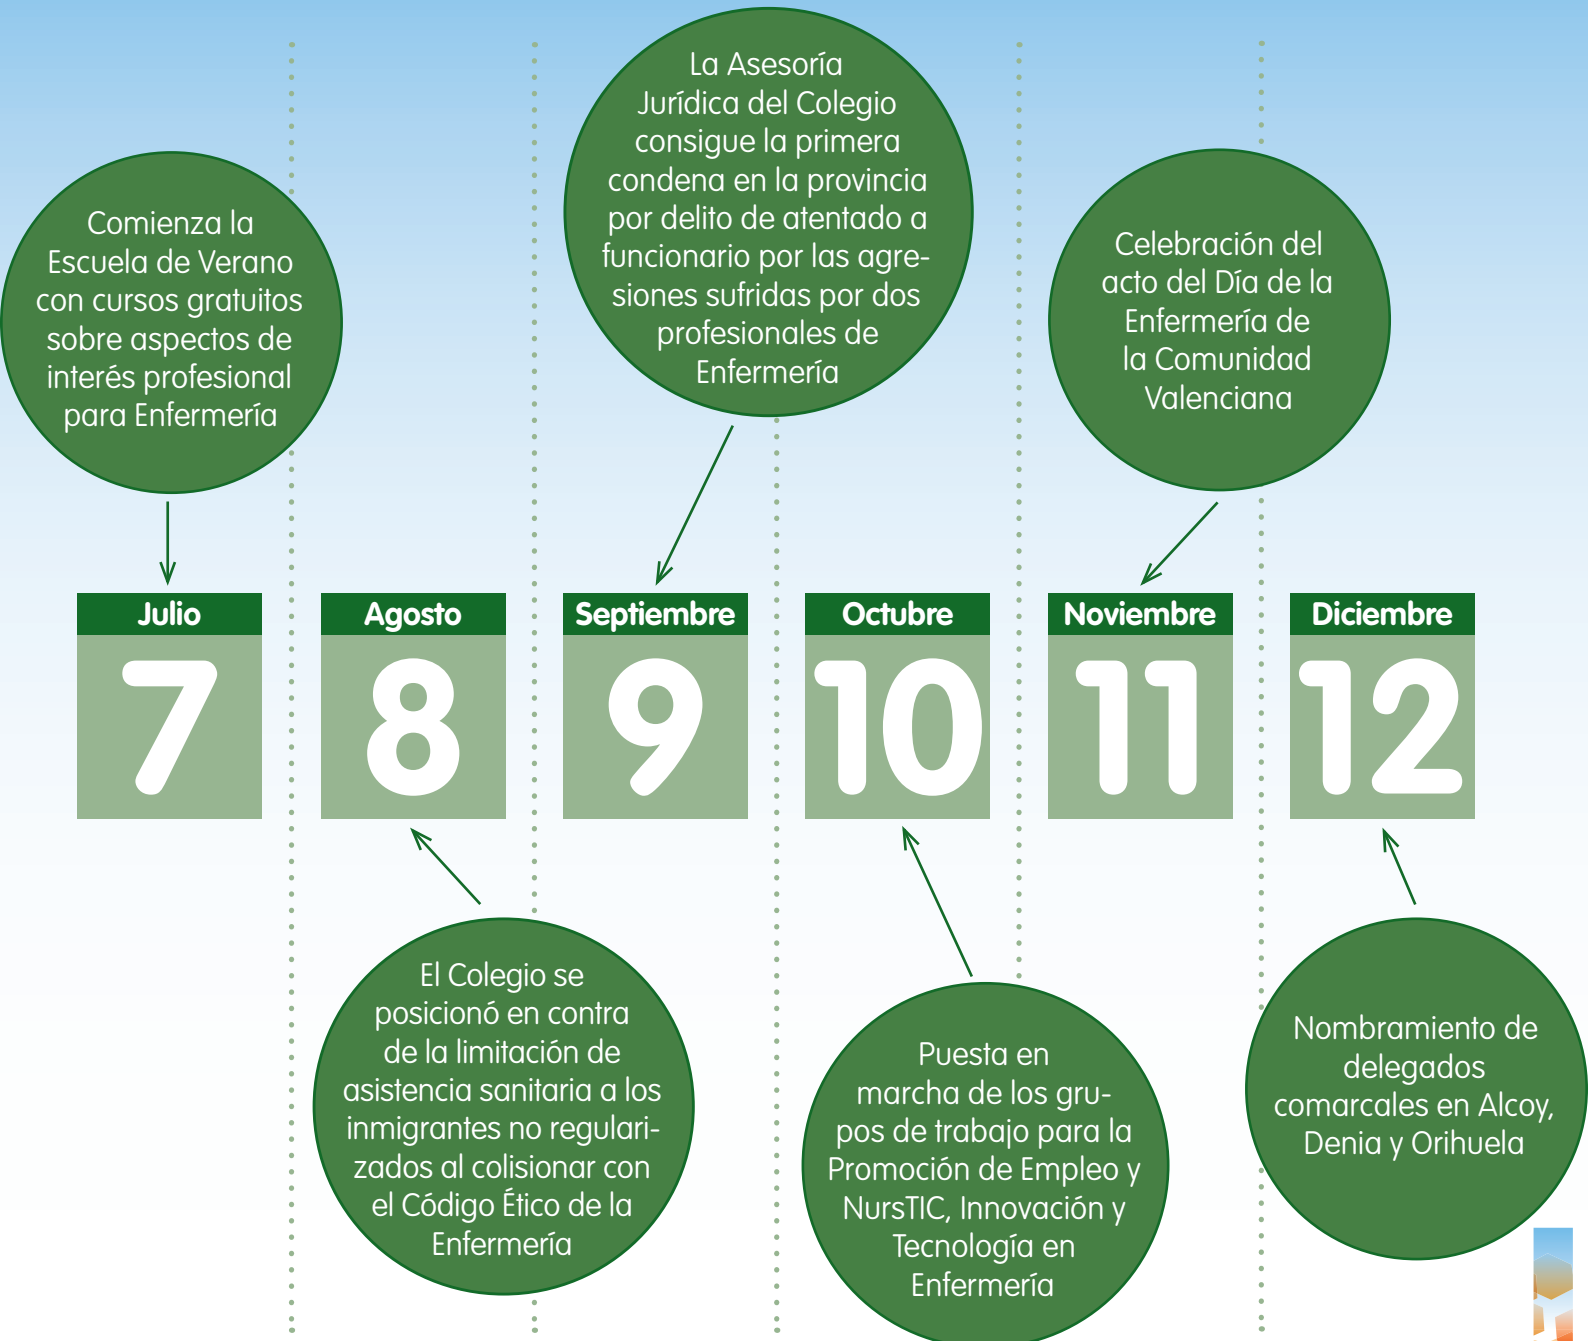 La Asesoría
Jurídica del Colegio
consigue la primera
condena en la provincia
por delito de atentado a
funcionario por las agre-
siones sufridas por dos
profesionales de
Enfermería
Comienza la
Escuela de Verano
con cursos gratuitos
sobre aspectos de
interés profesional
para Enfermería
Celebración del
acto del Día de la
Enfermería de
la Comunidad
Valenciana
Julio
7
Agosto
8
Septiembre
9
Octubre
10
Noviembre
11
Diciembre
12
El Colegio se
posicionó en contra
de la limitación de
asistencia sanitaria a los
inmigrantes no regulari-
zados al colisionar con
el Código Ético de la
Enfermería
Puesta en
marcha de los gru-
pos de trabajo para la
Promoción de Empleo y
NursTIC, Innovación y
Tecnología en
Enfermería
Nombramiento de
delegados
comarcales en Alcoy,
Denia y Orihuela